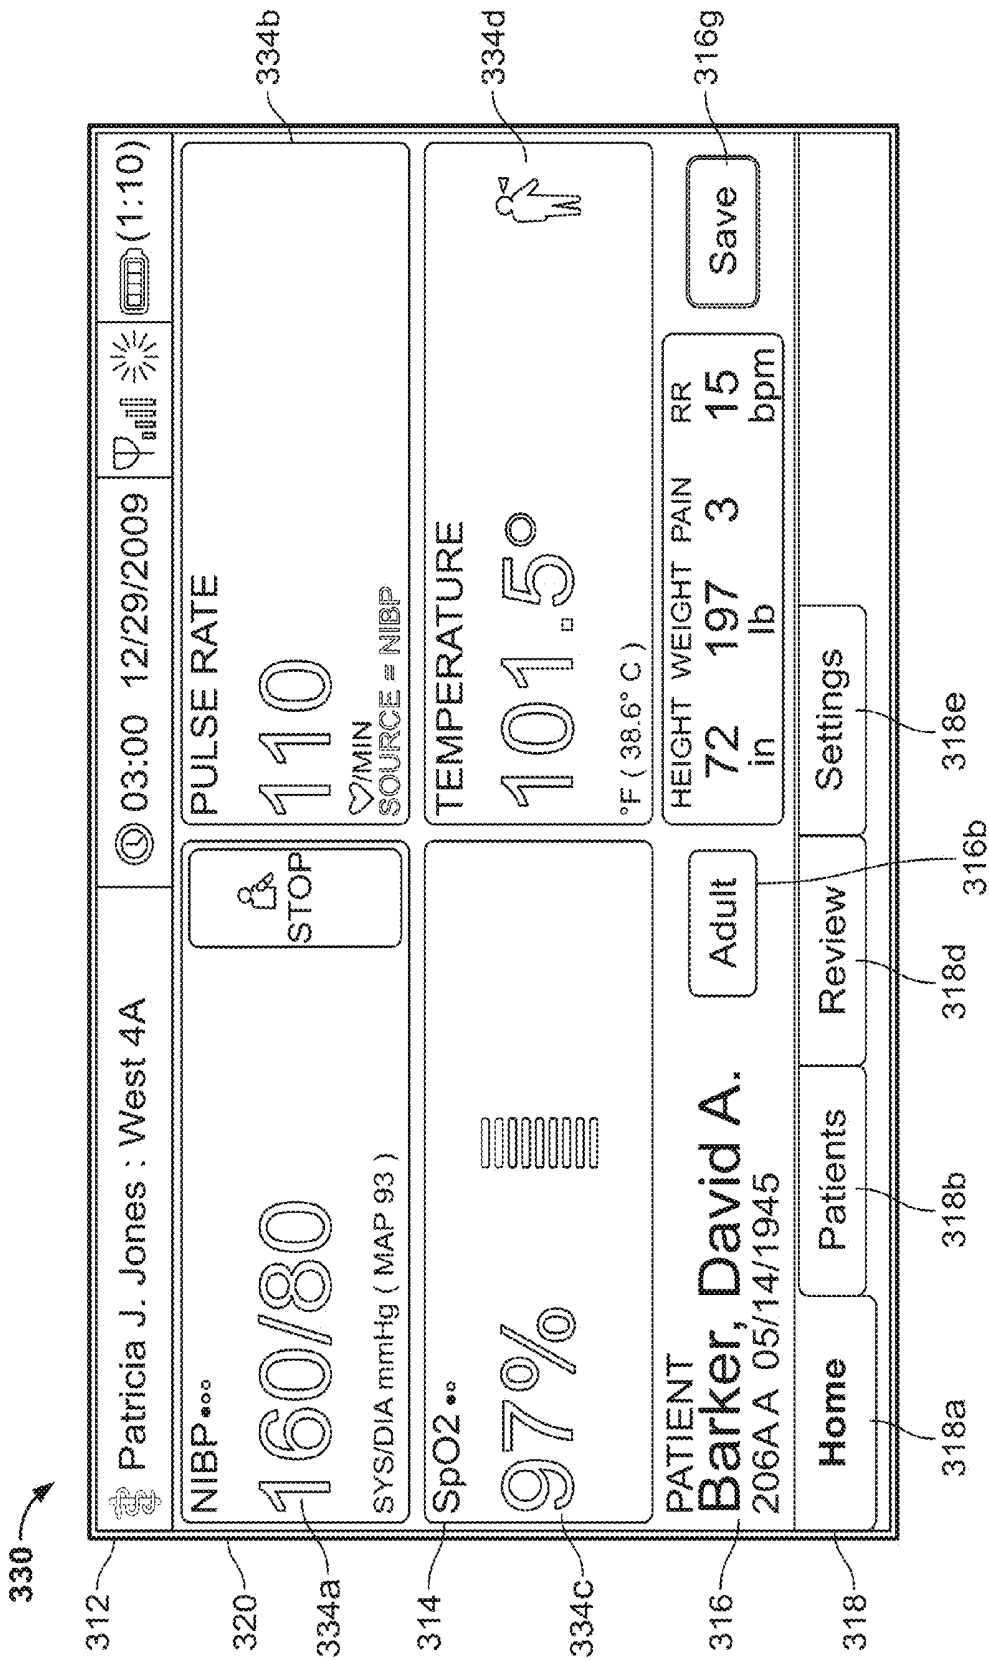 330
312
320
334a
314
334c
316
318
334b
334d
316g
Patricia J. Jones : West 4A
03:00 12/29/2009
(1:10)
NIBP
160/80
SYS/DIA mmHg ( MAP 93 )
STOP
PULSE RATE
110
/MIN
SOURCE = NIBP
SpO2
97%
TEMPERATURE
101.5°
°F ( 38.6° C )
PATIENT
Barker, David A.
206A A 05/14/1945
Adult
HEIGHT WEIGHT PAIN RR
72 197 3 15
in lb bpm
Save
Home
Patients
Review
Settings
318a
318b
318d
316b
318e